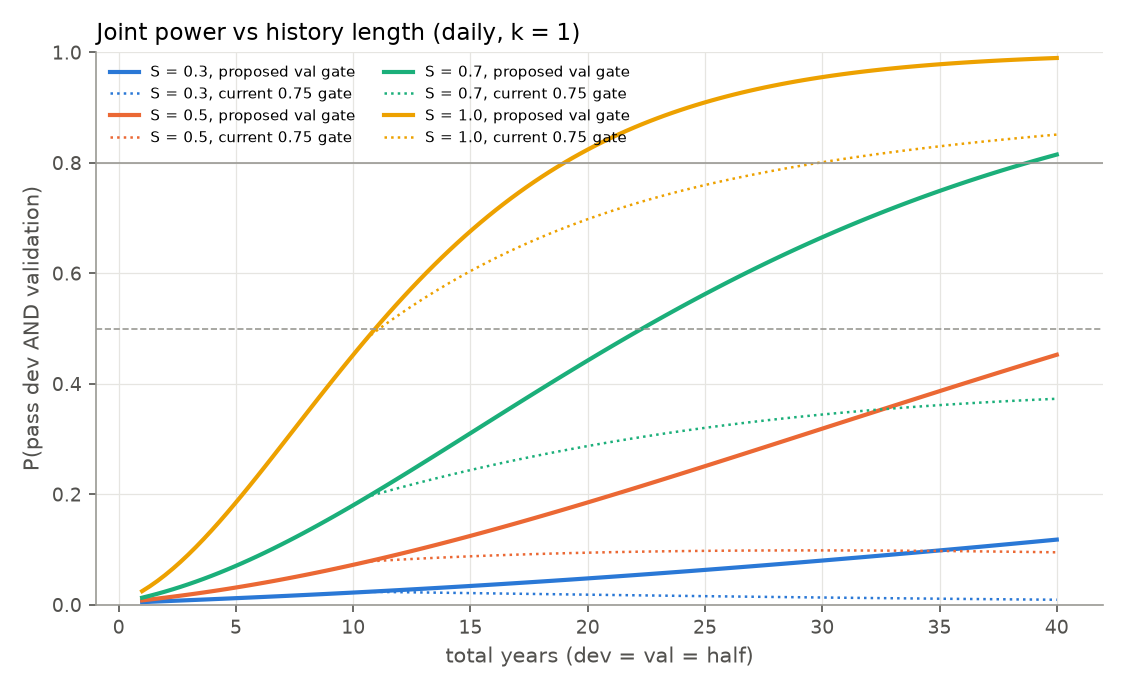 Joint power vs history length (daily, k = 1)
S = 0.3, proposed val gate
S = 0.3, current 0.75 gate
S = 0.5, proposed val gate
S = 0.5, current 0.75 gate
S = 0.7, proposed val gate
S = 0.7, current 0.75 gate
S = 1.0, proposed val gate
S = 1.0, current 0.75 gate
P(pass dev AND validation)
1.0
0.8
0.6
0.4
0.2
0.0
0 5 10 15 20 25 30 35 40
total years (dev = val = half)